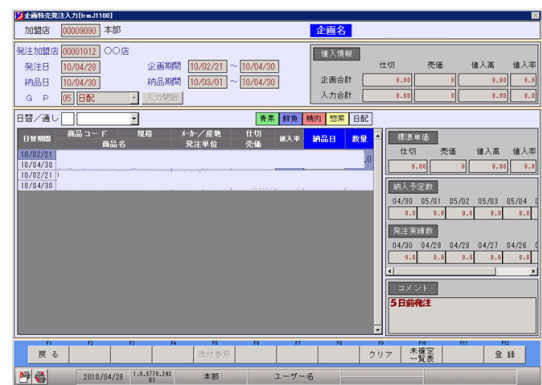 企画特売発注入力[frmJ1100]
加盟店 00009090 本部 企画名
発注加盟店 00001012 〇〇店
発注日 10/04/28 企画期間 10/02/21 ～ 10/04/30
納品日 10/04/30 納品期間 10/03/01 ～ 10/04/30
G P 05 日配 入力開始
値入情報
仕切 売価 値入高 値入率
企画合計 0.00 0 0.00 0.0
入力合計 0.00 0 0.00 0.0
日替／通し 青果 鮮魚 精肉 惣菜 日配
日替期間 商品コード 規格 メーカー／産地 仕切 値入率 納品日 数量
商品名 発注単位 売価
10/02/21 .0
10/04/30
10/02/21
10/04/30
標準単価
仕切 売価 値入高 値入率
0.00 0 0.00 0.0
納入予定数
04/30 05/01 05/02 05/03 05/04
0.0 0.0 0.0 0.0 0.0
発注実績数
04/30 04/29 04/28 04/27 04/26
0.0 0.0 0.0 0.0 0.0
コメント
5日前発注
F1 F2 F3 F4 F5 F6 F7 F8 F9 F10 F11 F12
戻る 添付参照 クリア 未確定一覧表 登録
2010/04/28 本部 ユーザー名